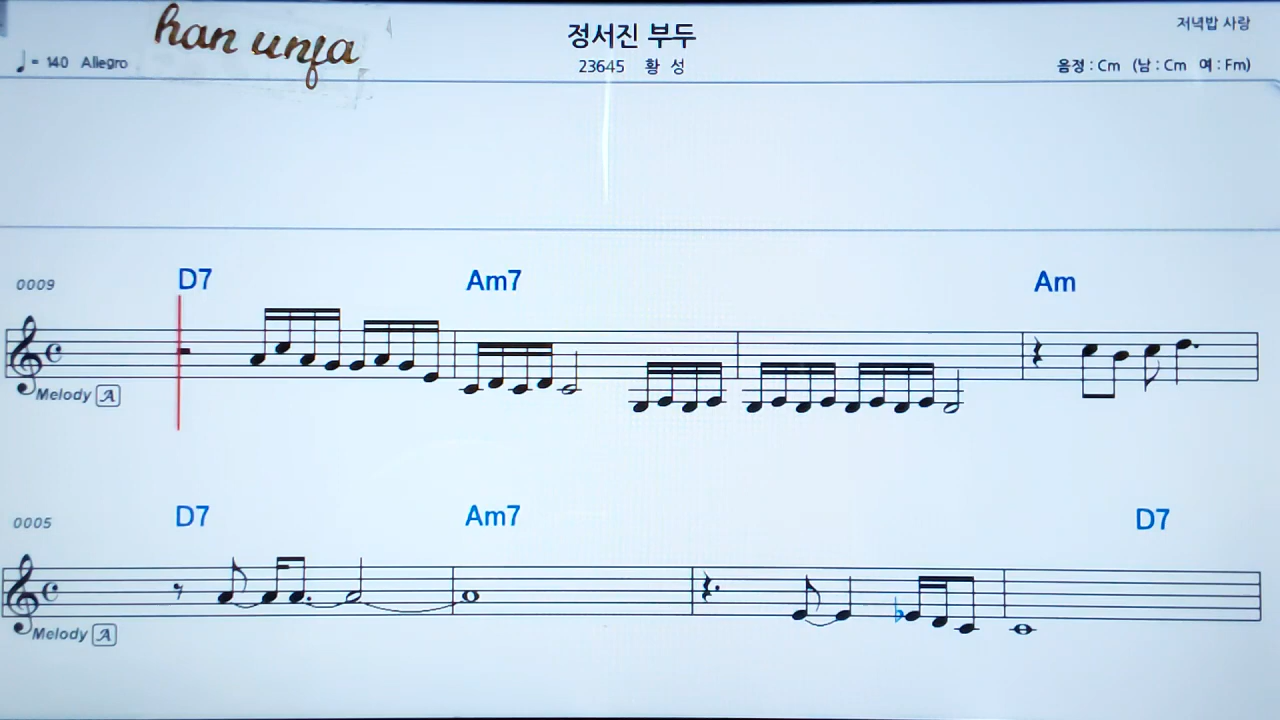 han unfa
정서진 부두
저녁밥 사랑
♩= 140 Allegro
23645 황 성
음정 : Cm (남 : Cm 여 : Fm)
0009
D7 Am7 Am
Melody A
0005
D7 Am7 D7
Melody A